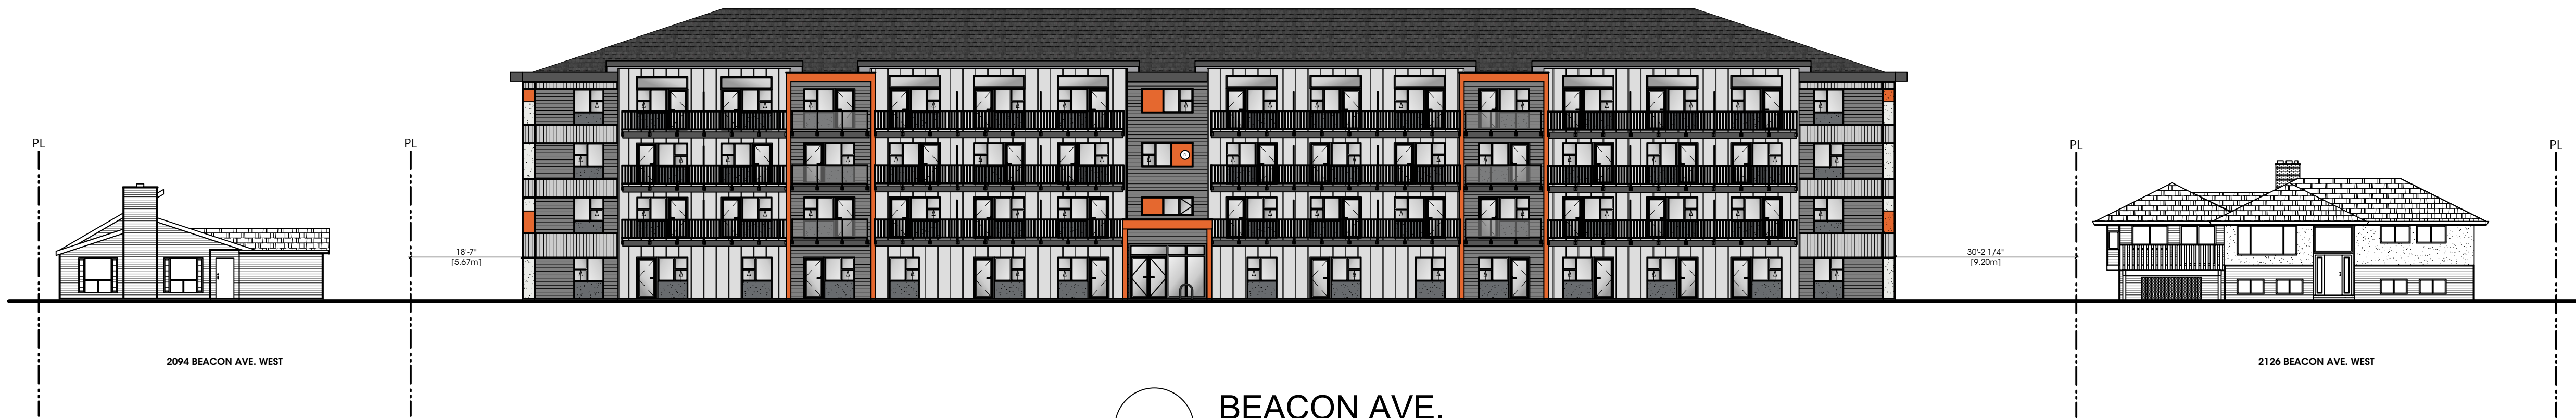 PL
PL
PL
PL
18'-7"
[5.67m]
30'-2 1/4"
[9.20m]
2094 BEACON AVE. WEST
2126 BEACON AVE. WEST
BEACON AVE.